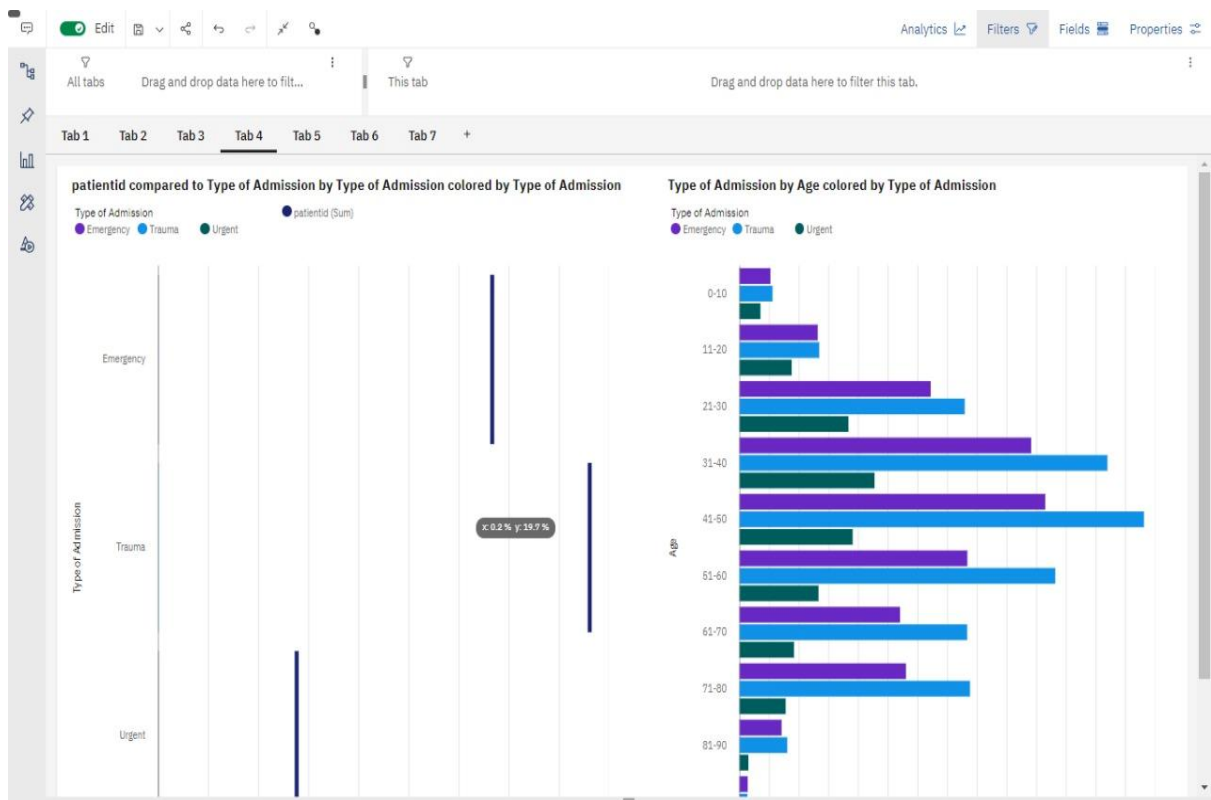 Edit
Analytics
Filters
Fields
Properties
All tabs
Drag and drop data here to filt...
This tab
Drag and drop data here to filter this tab.
Tab 1
Tab 2
Tab 3
Tab 4
Tab 5
Tab 6
Tab 7
+
patientid compared to Type of Admission by Type of Admission colored by Type of Admission
Type of Admission
patientid (Sum)
Emergency
Trauma
Urgent
Type of Admission
Emergency
Trauma
Urgent
x: 0.2 % y: 19.7 %
Type of Admission by Age colored by Type of Admission
Type of Admission
Emergency
Trauma
Urgent
Age
0-10
11-20
21-30
31-40
41-50
51-60
61-70
71-80
81-90